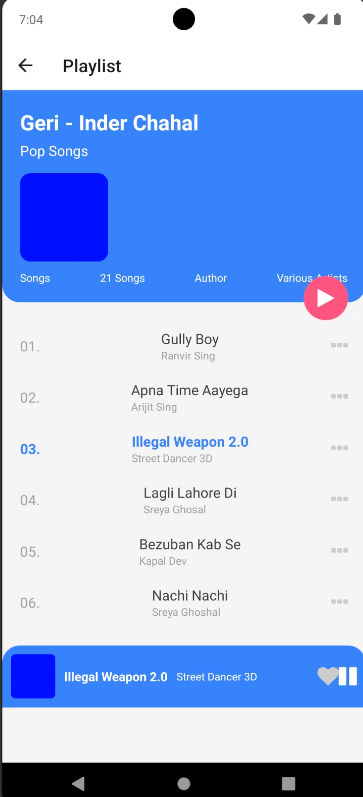 7:04
Playlist
Geri - Inder Chahal
Pop Songs
Songs 21 Songs Author Various Artists
01. Gully Boy
Ranvir Sing
02. Apna Time Aayega
Arijit Sing
03. Illegal Weapon 2.0
Street Dancer 3D
04. Lagli Lahore Di
Sreya Ghosal
05. Bezuban Kab Se
Kapal Dev
06. Nachi Nachi
Sreya Ghoshal
Illegal Weapon 2.0 Street Dancer 3D